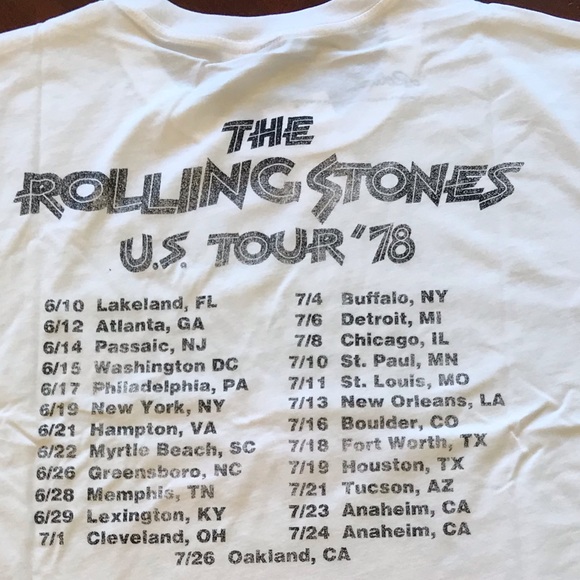 THE
ROLLING STONES
U.S. TOUR '78
6/10 Lakeland, FL
6/12 Atlanta, GA
6/14 Passaic, NJ
6/15 Washington DC
6/17 Philadelphia, PA
6/19 New York, NY
6/21 Hampton, VA
6/22 Myrtle Beach, SC
6/26 Greensboro, NC
6/28 Memphis, TN
6/29 Lexington, KY
7/1 Cleveland, OH
7/4 Buffalo, NY
7/6 Detroit, MI
7/8 Chicago, IL
7/10 St. Paul, MN
7/11 St. Louis, MO
7/13 New Orleans, LA
7/16 Boulder, CO
7/18 Fort Worth, TX
7/19 Houston, TX
7/21 Tucson, AZ
7/23 Anaheim, CA
7/24 Anaheim, CA
7/26 Oakland, CA